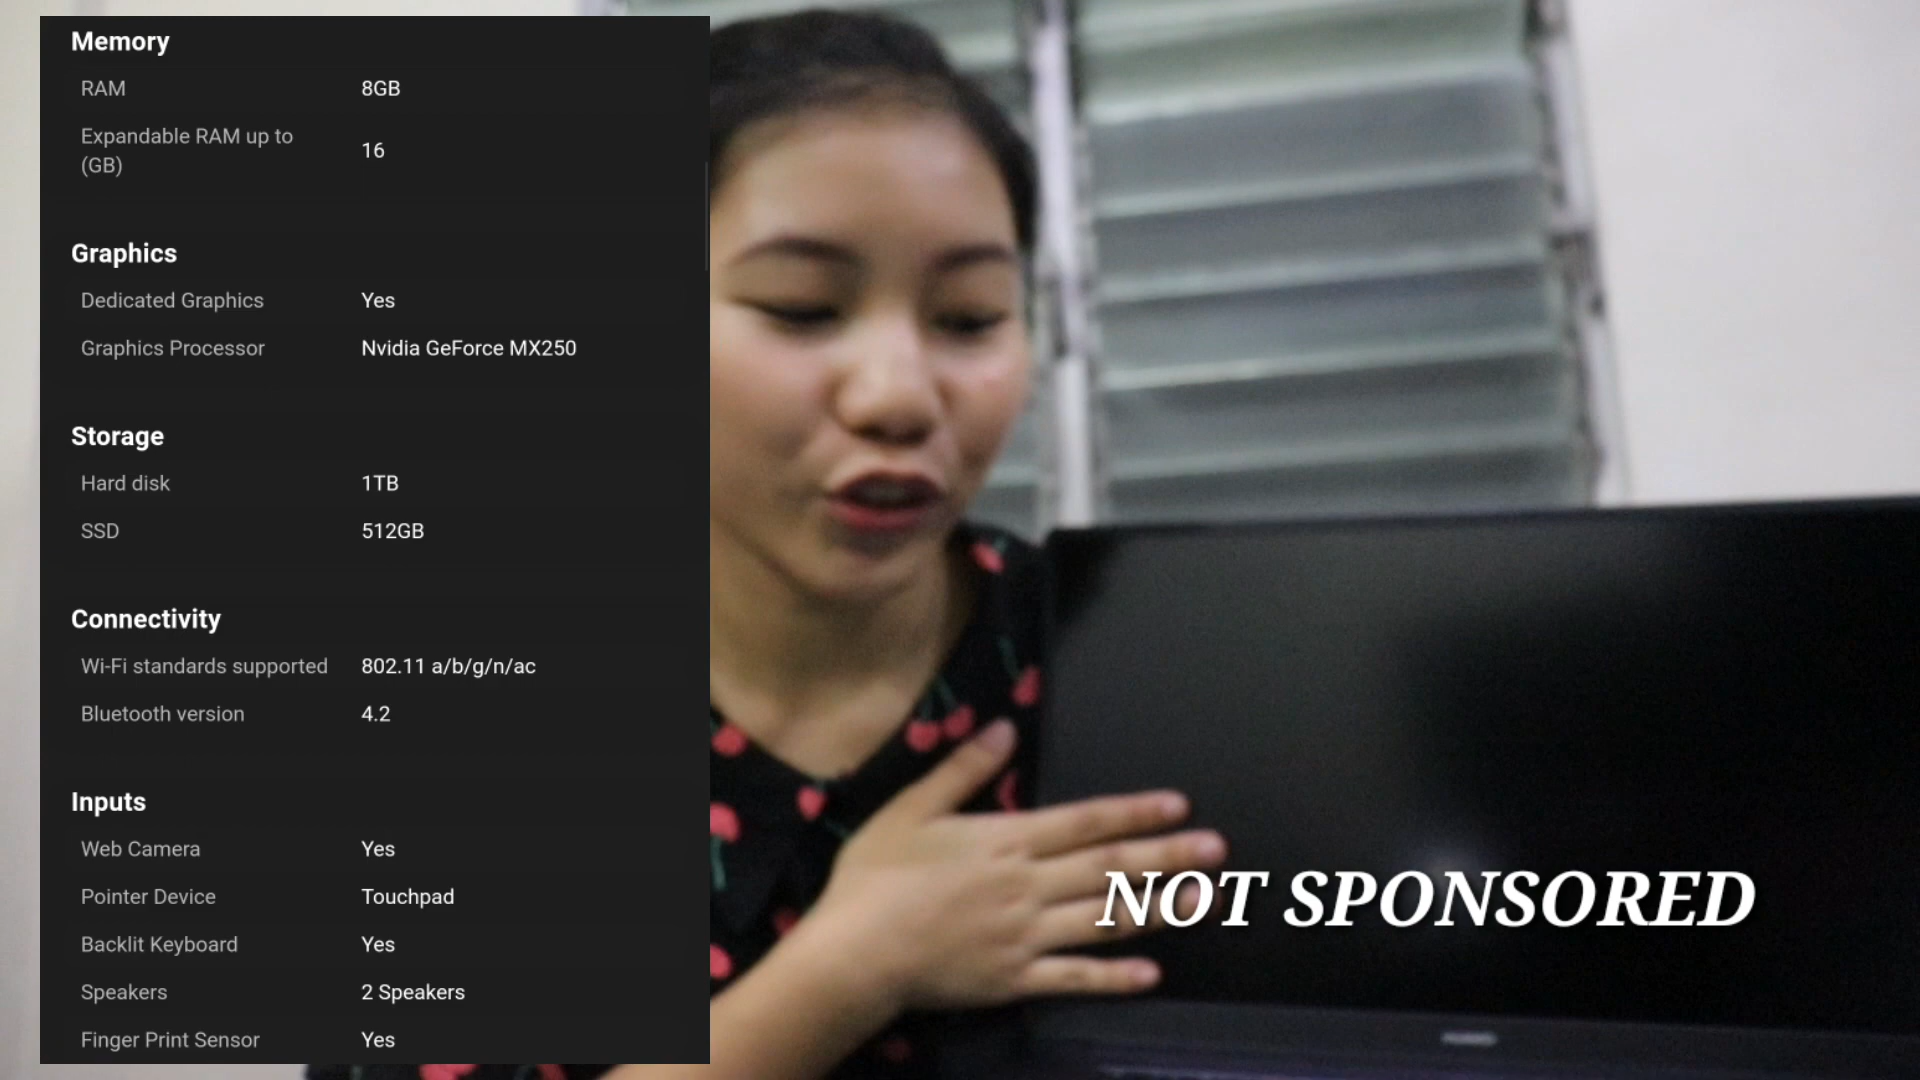 Memory
RAM 8GB
Expandable RAM up to
(GB) 16
Graphics
Dedicated Graphics Yes
Graphics Processor Nvidia GeForce MX250
Storage
Hard disk 1TB
SSD 512GB
Connectivity
Wi-Fi standards supported 802.11 a/b/g/n/ac
Bluetooth version 4.2
Inputs
Web Camera Yes
Pointer Device Touchpad
Backlit Keyboard Yes
Speakers 2 Speakers
Finger Print Sensor Yes
NOT SPONSORED